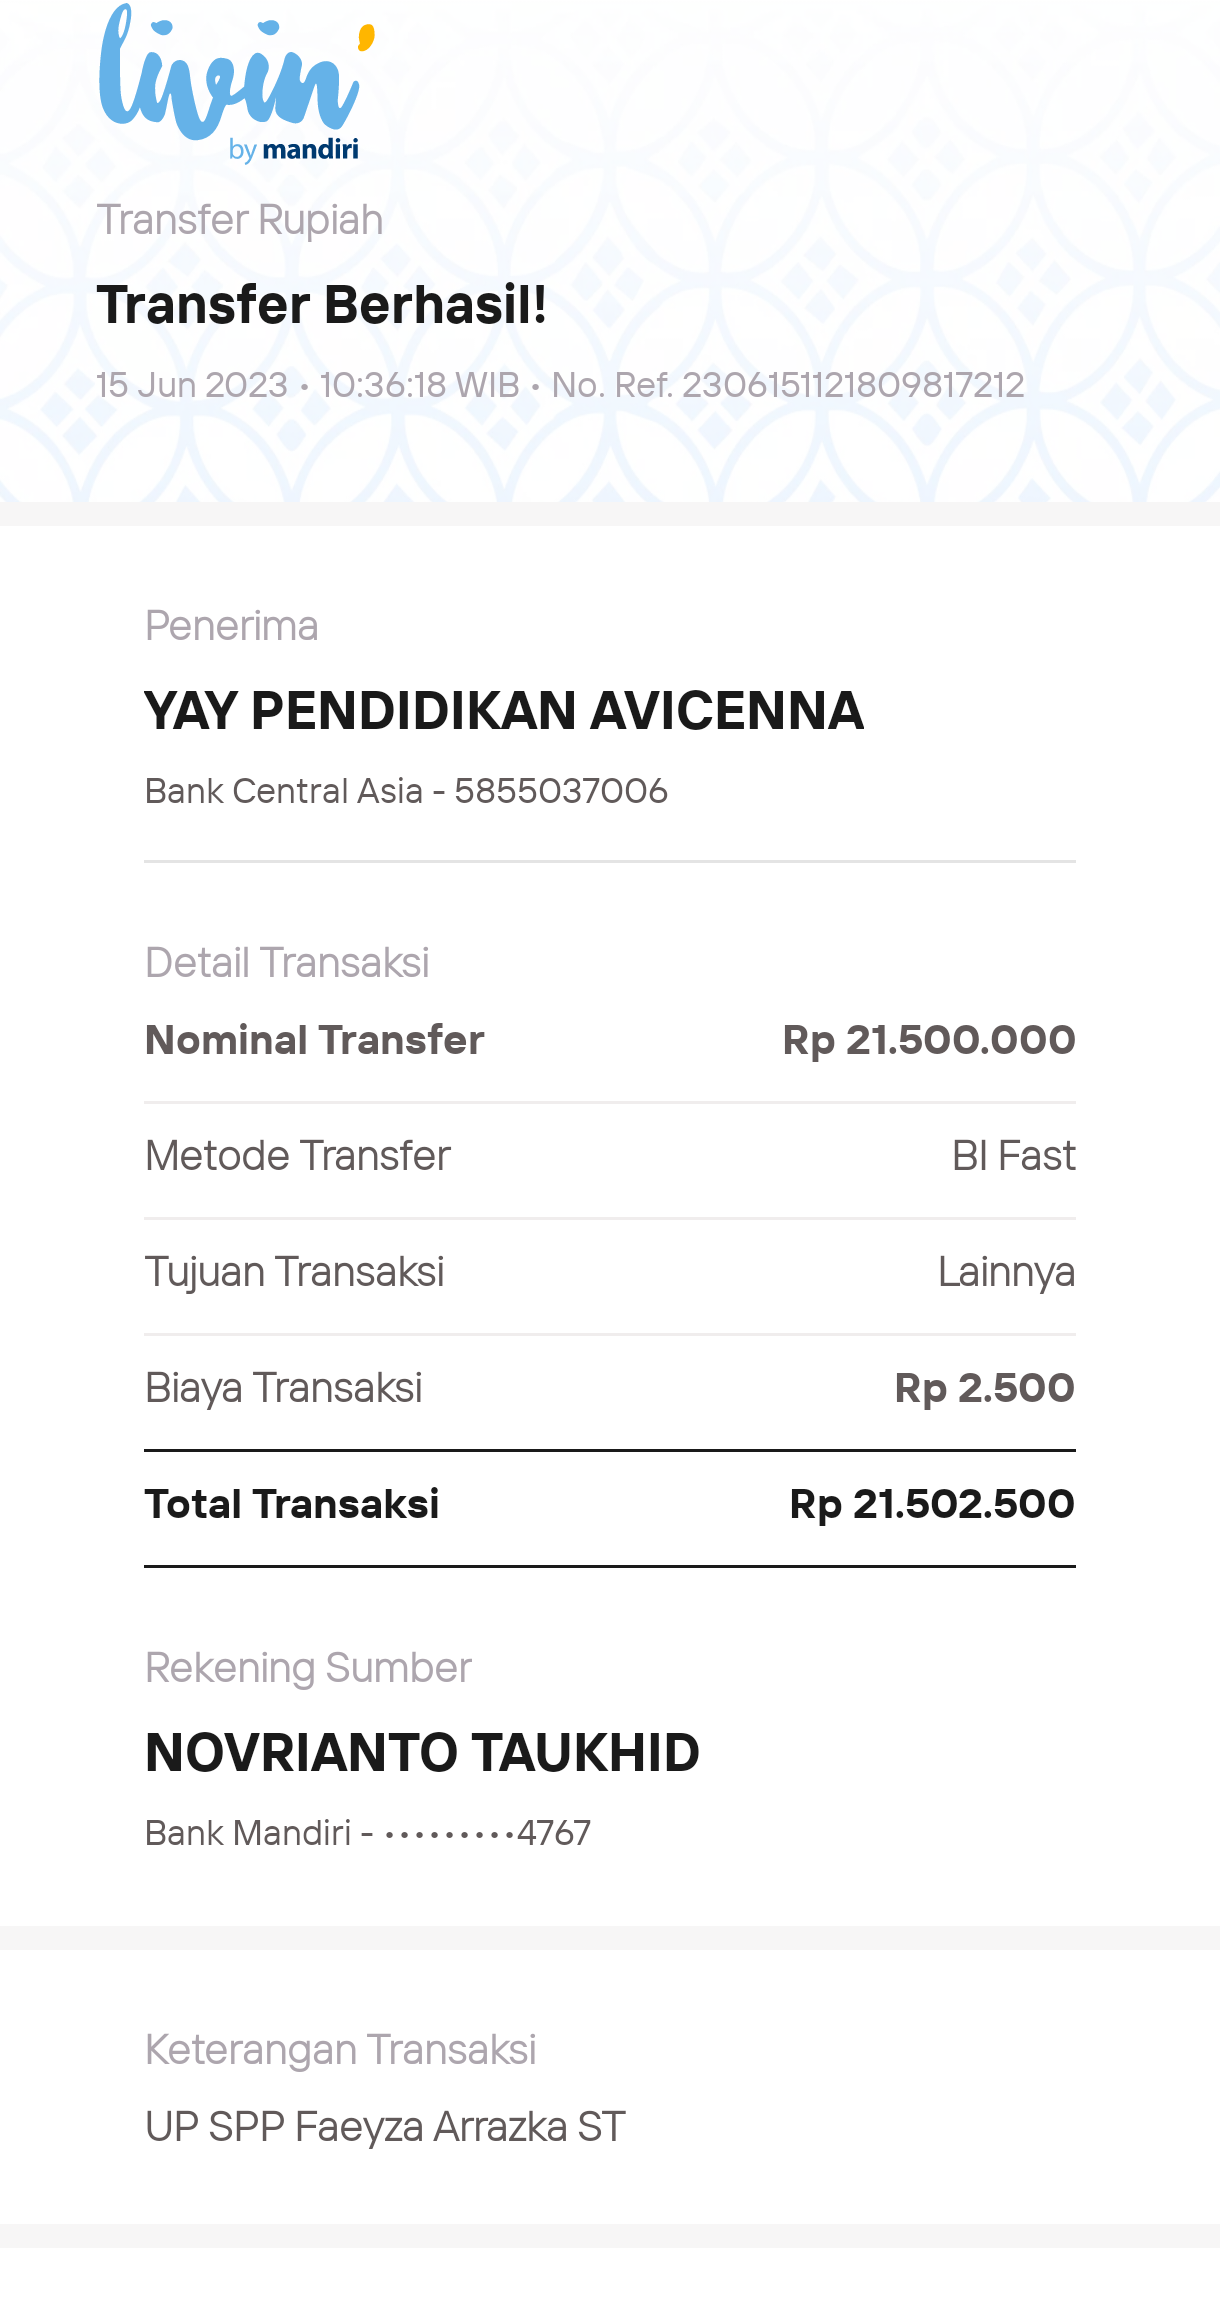 livin'
by mandiri
Transfer Rupiah
Transfer Berhasil!
15 Jun 2023 • 10:36:18 WIB • No. Ref. 2306151121809817212
Penerima
YAY PENDIDIKAN AVICENNA
Bank Central Asia - 5855037006
Detail Transaksi
Nominal Transfer Rp 21.500.000
Metode Transfer BI Fast
Tujuan Transaksi Lainnya
Biaya Transaksi Rp 2.500
Total Transaksi Rp 21.502.500
Rekening Sumber
NOVRIANTO TAUKHID
Bank Mandiri - •••••••••4767
Keterangan Transaksi
UP SPP Faeyza Arrazka ST